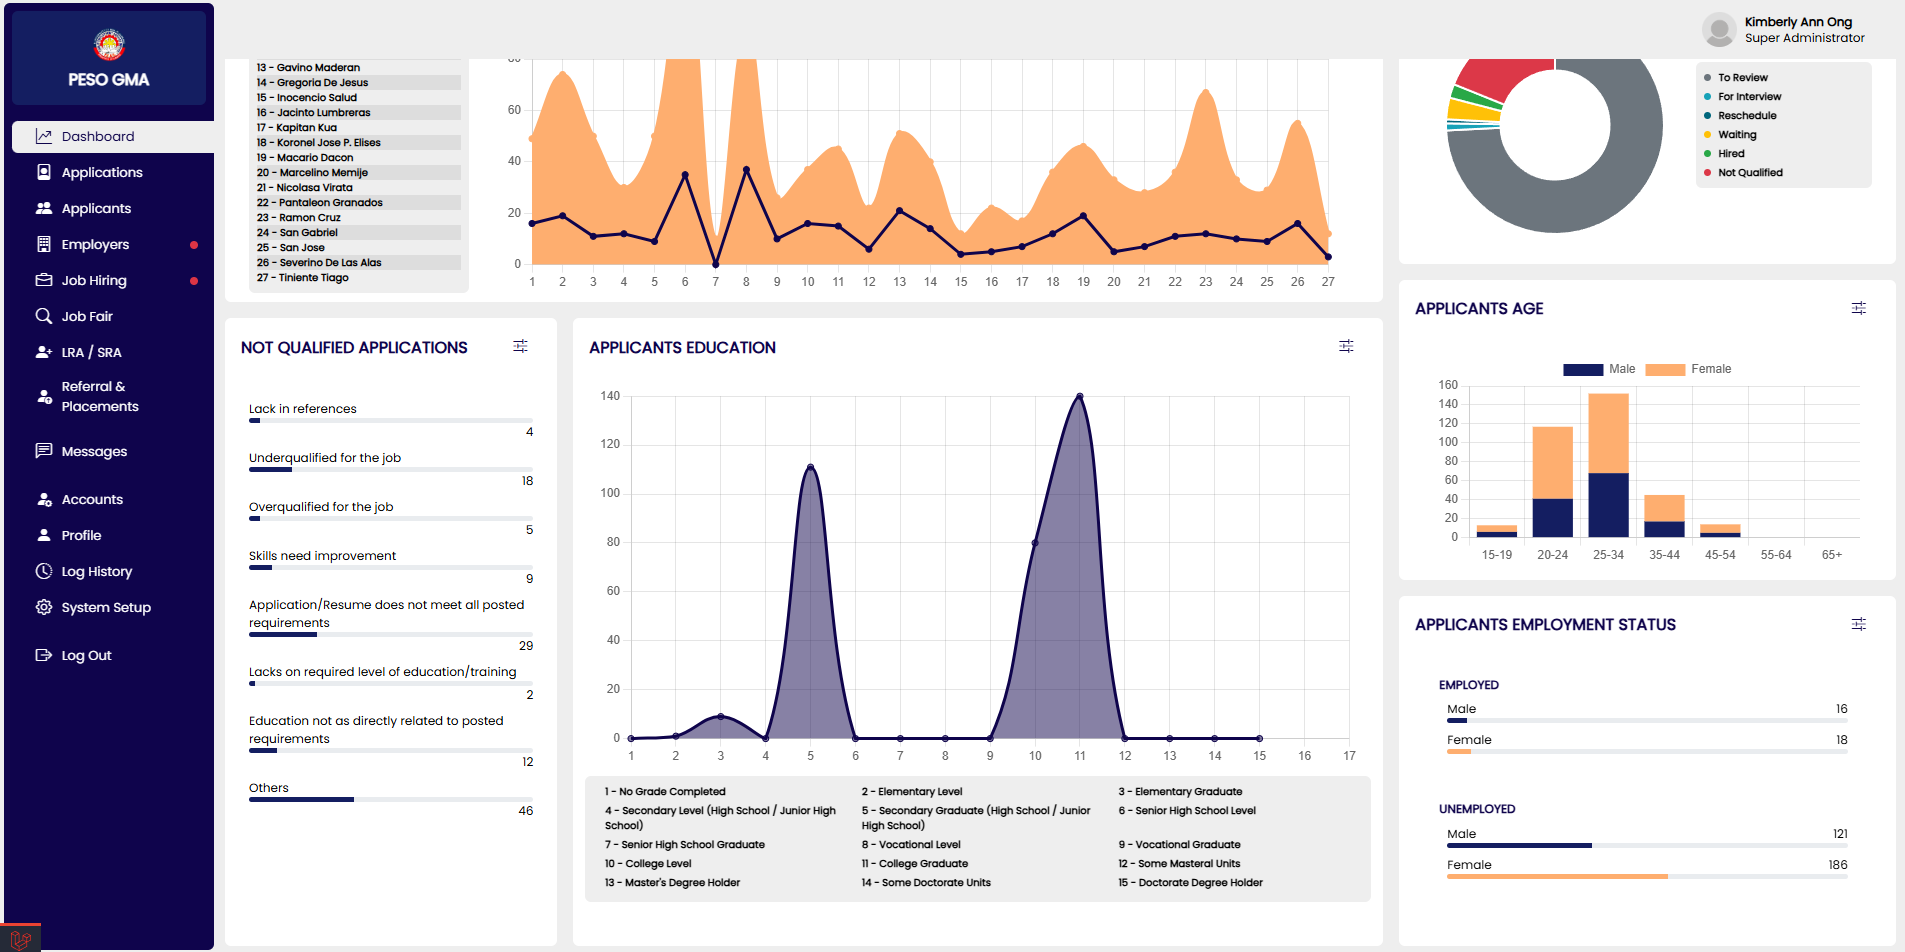 PESO GMA
Dashboard
Applications
Applicants
Employers
Job Hiring
Job Fair
LRA / SRA
Referral &
Placements
Messages
Accounts
Profile
Log History
System Setup
Log Out
Kimberly Ann Ong
Super Administrator
13 - Gavino Maderan
14 - Gregoria De Jesus
15 - Inocencio Salud
16 - Jacinto Lumbreras
17 - Kapitan Kua
18 - Koronel Jose P. Elises
19 - Macario Dacon
20 - Marcelino Memije
21 - Nicolasa Virata
22 - Pantaleon Granados
23 - Ramon Cruz
24 - San Gabriel
25 - San Jose
26 - Severino De Las Alas
27 - Tiniente Tiago
60
40
20
0
1 2 3 4 5 6 7 8 9 10 11 12 13 14 15 16 17 18 19 20 21 22 23 24 25 26 27
To Review
For Interview
Reschedule
Waiting
Hired
Not Qualified
NOT QUALIFIED APPLICATIONS
Lack in references
4
Underqualified for the job
18
Overqualified for the job
5
Skills need improvement
9
Application/Resume does not meet all posted
requirements
29
Lacks on required level of education/training
2
Education not as directly related to posted
requirements
12
Others
46
APPLICANTS EDUCATION
140
120
100
80
60
40
20
0
1 2 3 4 5 6 7 8 9 10 11 12 13 14 15 16 17
1 - No Grade Completed
2 - Elementary Level
3 - Elementary Graduate
4 - Secondary Level (High School / Junior High
School)
5 - Secondary Graduate (High School / Junior
High School)
6 - Senior High School Level
7 - Senior High School Graduate
8 - Vocational Level
9 - Vocational Graduate
10 - College Level
11 - College Graduate
12 - Some Masteral Units
13 - Master's Degree Holder
14 - Some Doctorate Units
15 - Doctorate Degree Holder
APPLICANTS AGE
Male Female
160
140
120
100
80
60
40
20
0
15-19 20-24 25-34 35-44 45-54 55-64 65+
APPLICANTS EMPLOYMENT STATUS
EMPLOYED
Male 16
Female 18
UNEMPLOYED
Male 121
Female 186